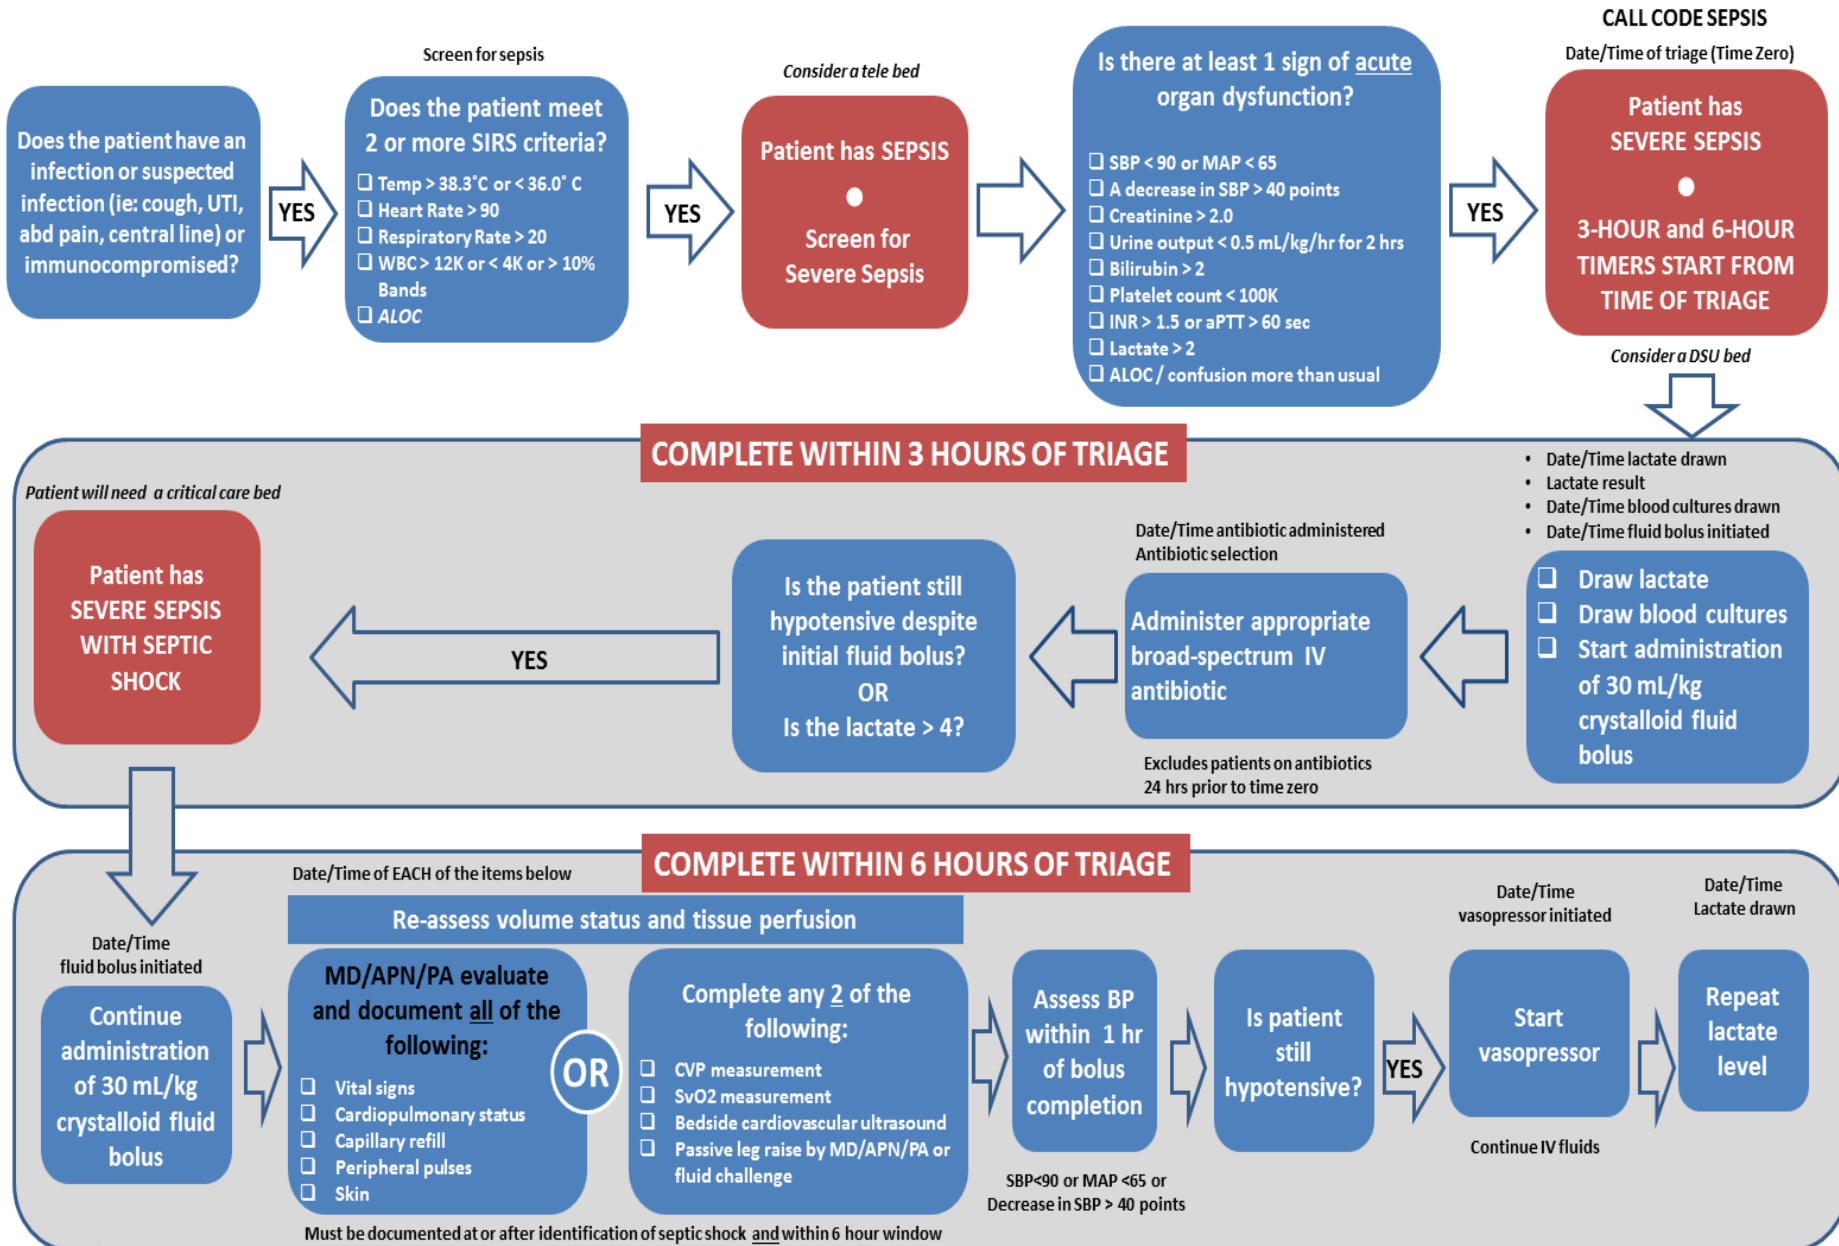 CALL CODE SEPSIS
Date/Time of triage (Time Zero)
Does the patient have an
infection or suspected
infection (ie: cough, UTI,
abd pain, central line) or
immunocompromised?
YES
Screen for sepsis
Does the patient meet
2 or more SIRS criteria?
❑ Temp > 38.3˚C or < 36.0˚ C
❑ Heart Rate > 90
❑ Respiratory Rate > 20
❑ WBC > 12K or < 4K or > 10%
Bands
❑ ALOC
YES
Consider a tele bed
Patient has SEPSIS
●
Screen for
Severe Sepsis
Is there at least 1 sign of acute
organ dysfunction?
❑ SBP < 90 or MAP < 65
❑ A decrease in SBP > 40 points
❑ Creatinine > 2.0
❑ Urine output < 0.5 mL/kg/hr for 2 hrs
❑ Bilirubin > 2
❑ Platelet count < 100K
❑ INR > 1.5 or aPTT > 60 sec
❑ Lactate > 2
❑ ALOC / confusion more than usual
YES
Patient has
SEVERE SEPSIS
●
3-HOUR and 6-HOUR
TIMERS START FROM
TIME OF TRIAGE
Consider a DSU bed
COMPLETE WITHIN 3 HOURS OF TRIAGE
• Date/Time lactate drawn
• Lactate result
• Date/Time blood cultures drawn
• Date/Time fluid bolus initiated
❑ Draw lactate
❑ Draw blood cultures
❑ Start administration
of 30 mL/kg
crystalloid fluid
bolus
Date/Time antibiotic administered
Antibiotic selection
Administer appropriate
broad-spectrum IV
antibiotic
Excludes patients on antibiotics
24 hrs prior to time zero
Is the patient still
hypotensive despite
initial fluid bolus?
OR
Is the lactate > 4?
YES
Patient will need a critical care bed
Patient has
SEVERE SEPSIS
WITH SEPTIC
SHOCK
COMPLETE WITHIN 6 HOURS OF TRIAGE
Date/Time
fluid bolus initiated
Continue
administration
of 30 mL/kg
crystalloid fluid
bolus
Date/Time of EACH of the items below
Re-assess volume status and tissue perfusion
MD/APN/PA evaluate
and document all of the
following:
❑ Vital signs
❑ Cardiopulmonary status
❑ Capillary refill
❑ Peripheral pulses
❑ Skin
OR
Complete any 2 of the
following:
❑ CVP measurement
❑ SvO2 measurement
❑ Bedside cardiovascular ultrasound
❑ Passive leg raise by MD/APN/PA or
fluid challenge
Must be documented at or after identification of septic shock and within 6 hour window
Assess BP
within 1 hr
of bolus
completion
SBP<90 or MAP <65 or
Decrease in SBP > 40 points
Is patient
still
hypotensive?
YES
Date/Time
vasopressor initiated
Start
vasopressor
Continue IV fluids
Date/Time
Lactate drawn
Repeat
lactate
level